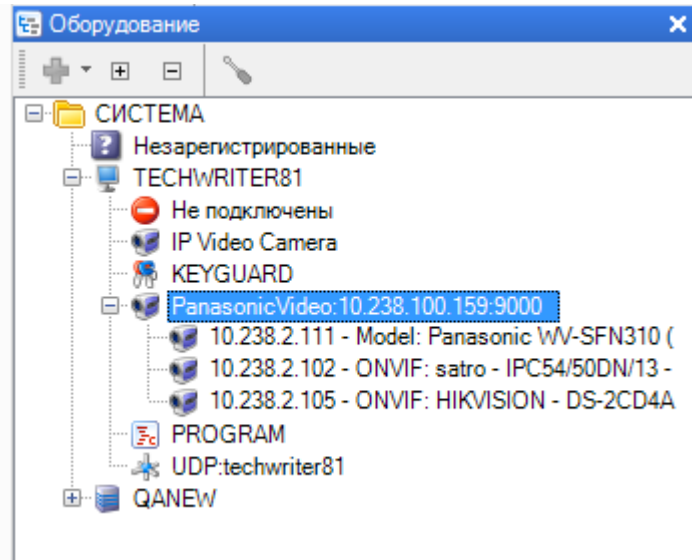 Оборудование
СИСТЕМА
Незарегистрированные
TECHWRITER81
Не подключены
IP Video Camera
KEYGUARD
PanasonicVideo:10.238.100.159:9000
10.238.2.111 - Model: Panasonic WV-SFN310 (
10.238.2.102 - ONVIF: satro - IPC54/50DN/13 -
10.238.2.105 - ONVIF: HIKVISION - DS-2CD4A
PROGRAM
UDP:techwriter81
QANEW